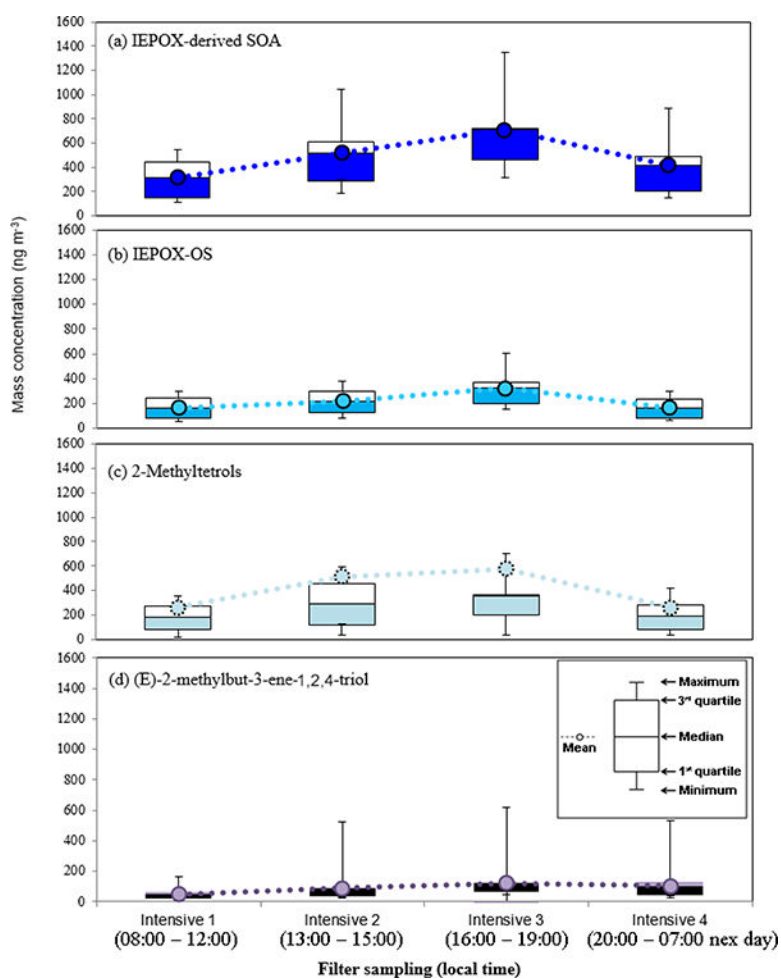 Mass concentration (ng m⁻³)
(a) IEPOX-derived SOA
1600
1400
1200
1000
800
600
400
200
0
(b) IEPOX-OS
1600
1400
1200
1000
800
600
400
200
0
(c) 2-Methyltetrols
1600
1400
1200
1000
800
600
400
200
0
(d) (E)-2-methylbut-3-ene-1,2,4-triol
1600
1400
1200
1000
800
600
400
200
0
Maximum
3rd quartile
Median
Mean
1st quartile
Minimum
Intensive 1 Intensive 2 Intensive 3 Intensive 4
(08:00 – 12:00) (13:00 – 15:00) (16:00 – 19:00) (20:00 – 07:00 nex day)
Filter sampling (local time)